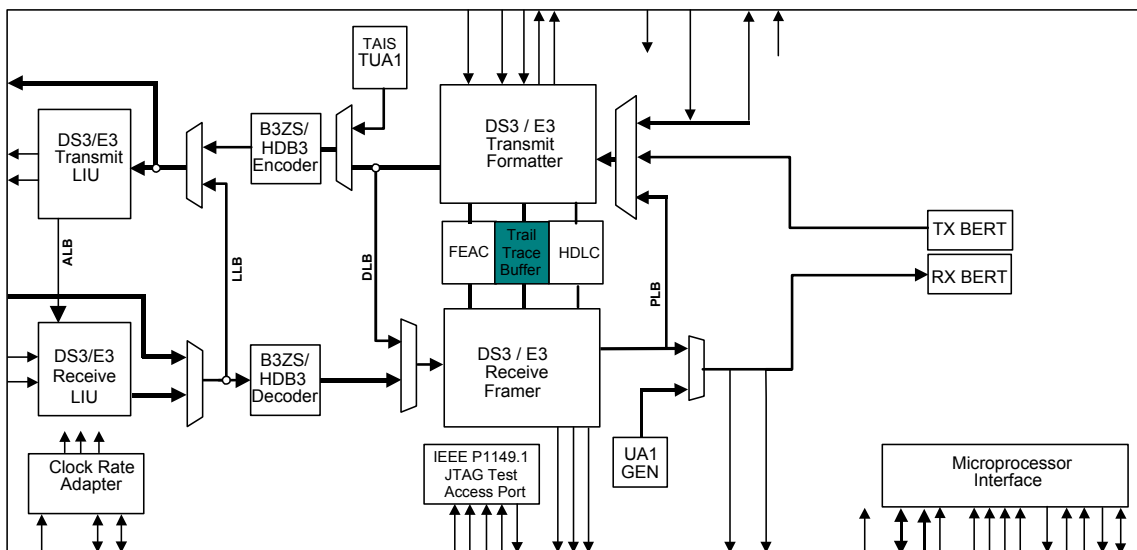 TAIS
TUA1
DS3/E3
Transmit
LIU
B3ZS/
HDB3
Encoder
DS3 / E3
Transmit
Formatter
FEAC
Trail
Trace
Buffer
HDLC
TX BERT
RX BERT
ALB
LLB
DLB
PLB
DS3/E3
Receive
LIU
B3ZS/
HDB3
Decoder
DS3 / E3
Receive
Framer
UA1
GEN
Clock Rate
Adapter
IEEE P1149.1
JTAG Test
Access Port
Microprocessor
Interface